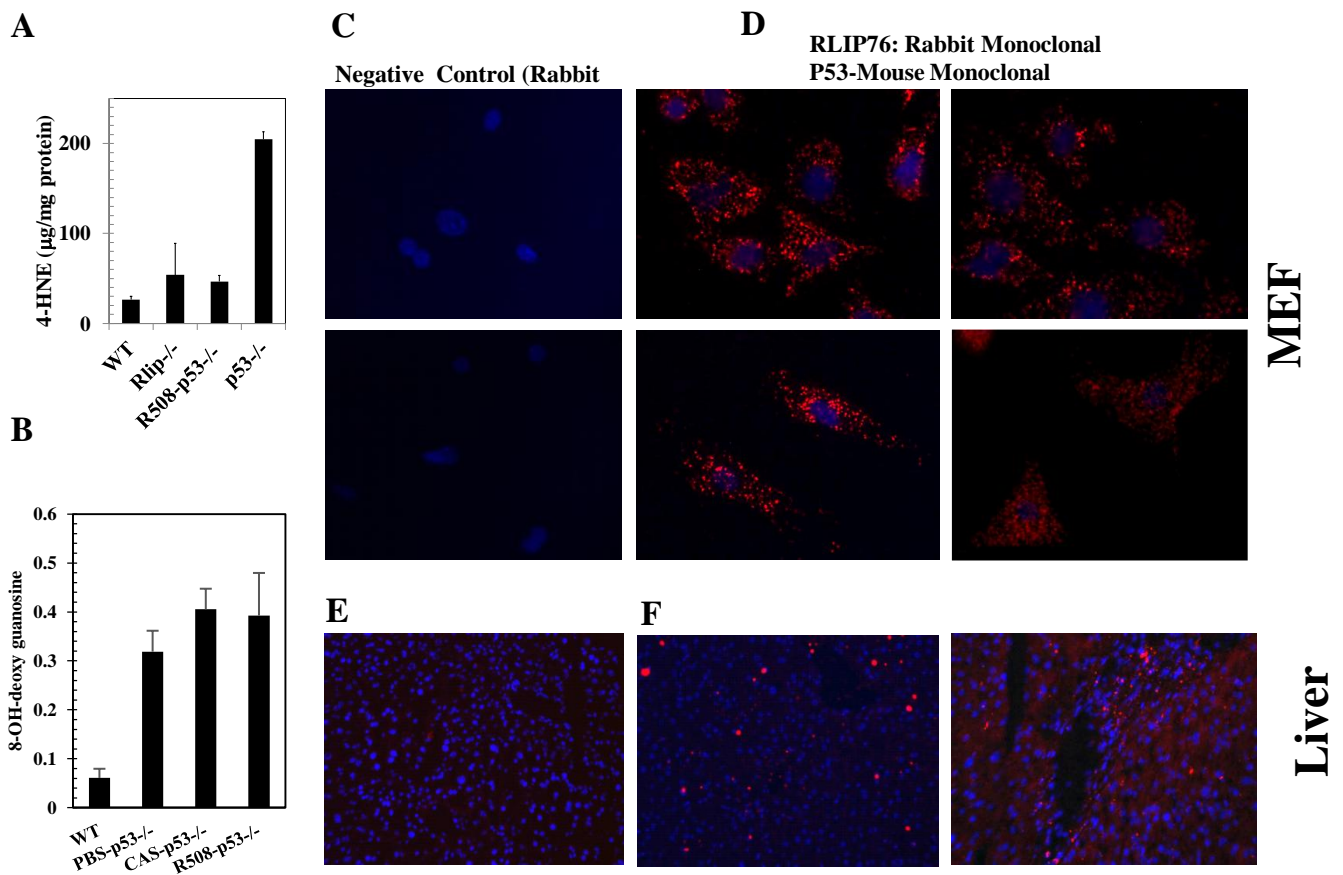 A
4-HNE (µg/mg protein)
200
100
0
WT
Rlip-/-
R508-p53-/-
p53-/-
B
8-OH-deoxy guanosine
0.6
0.5
0.4
0.3
0.2
0.1
0
WT
PBS-p53-/-
CAS-p53-/-
R508-p53-/-
C
Negative Control (Rabbit
D
RLIP76: Rabbit Monoclonal
P53-Mouse Monoclonal
MEF
E
F
Liver